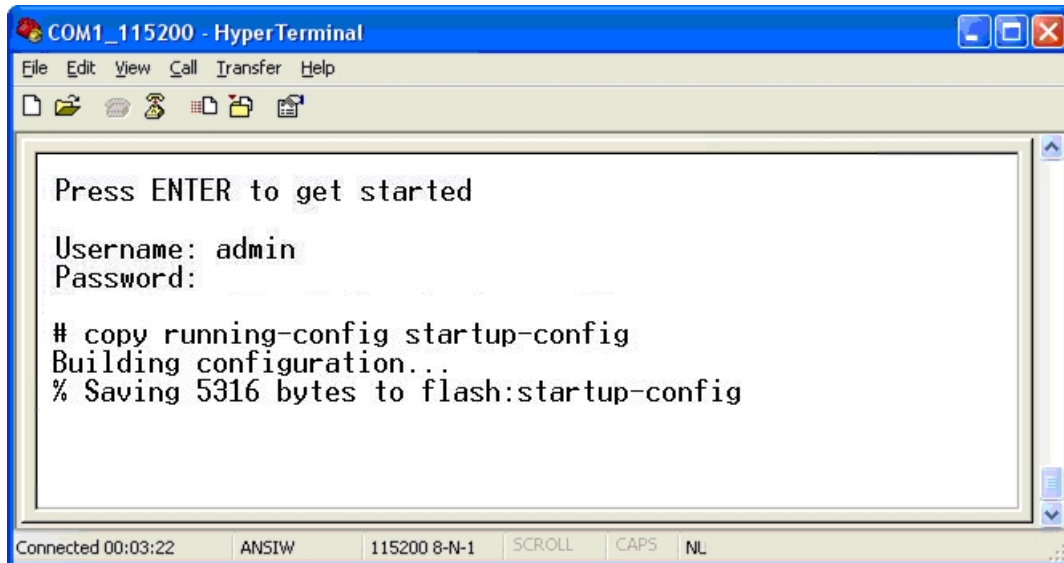 COM1_115200 - HyperTerminal
File Edit View Call Transfer Help
Press ENTER to get started
Username: admin
Password:
# copy running-config startup-config
Building configuration...
% Saving 5316 bytes to flash:startup-config
Connected 00:03:22 ANSIW 115200 8-N-1 SCROLL CAPS